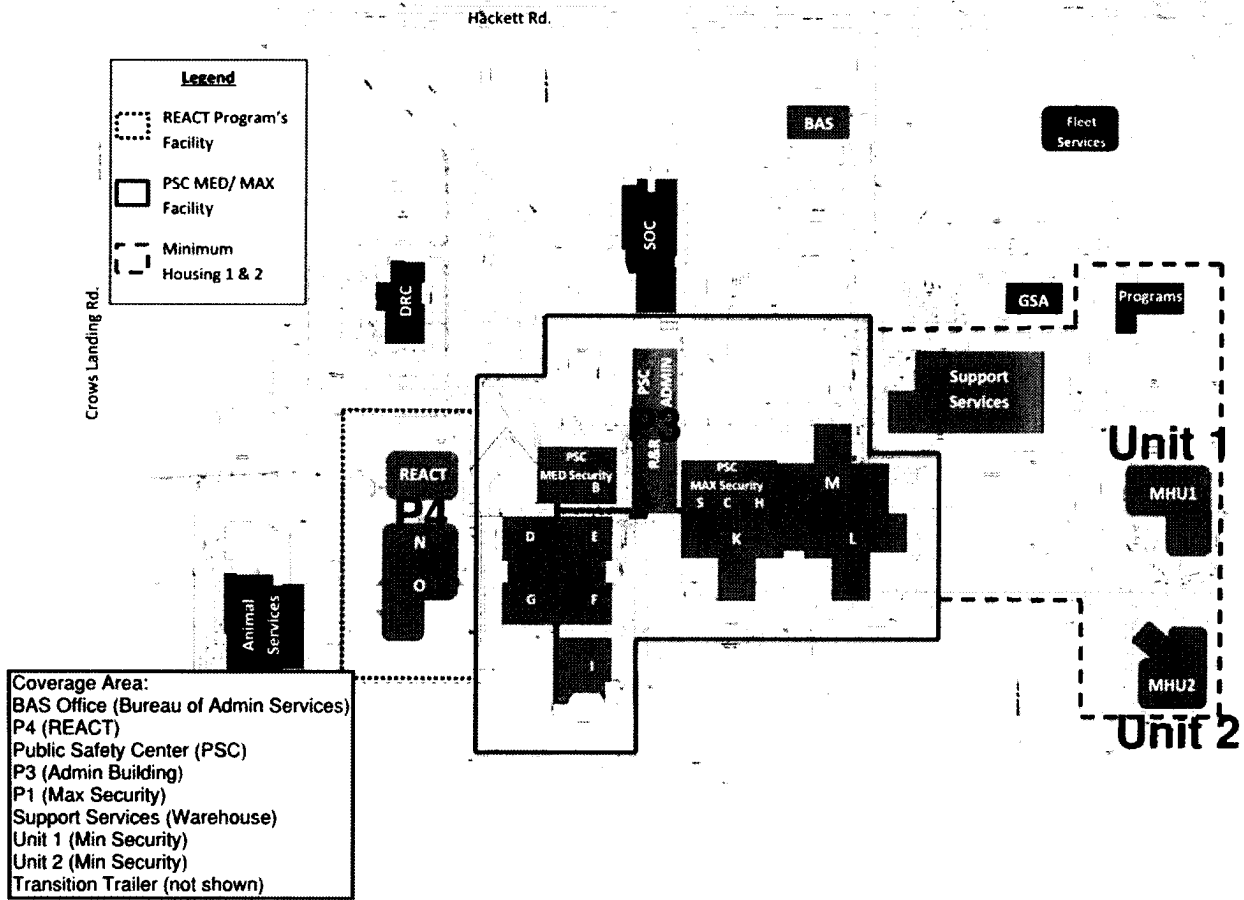 Hackett Rd.
Legend
REACT Program's
Facility
PSC MED/ MAX
Facility
Minimum
Housing 1 & 2
Crows Landing Rd.
BAS
Fleet
Services
SOC
DRC
GSA
Programs
PSC
ADMIN
R&R
Support
Services
Unit 1
REACT
P4
N
O
PSC
MED Security
B
PSC
MAX Security
S C H
M
MHU1
D
E
K
L
G
F
I
Animal
Services
MHU2
Unit 2
Coverage Area:
BAS Office (Bureau of Admin Services)
P4 (REACT)
Public Safety Center (PSC)
P3 (Admin Building)
P1 (Max Security)
Support Services (Warehouse)
Unit 1 (Min Security)
Unit 2 (Min Security)
Transition Trailer (not shown)